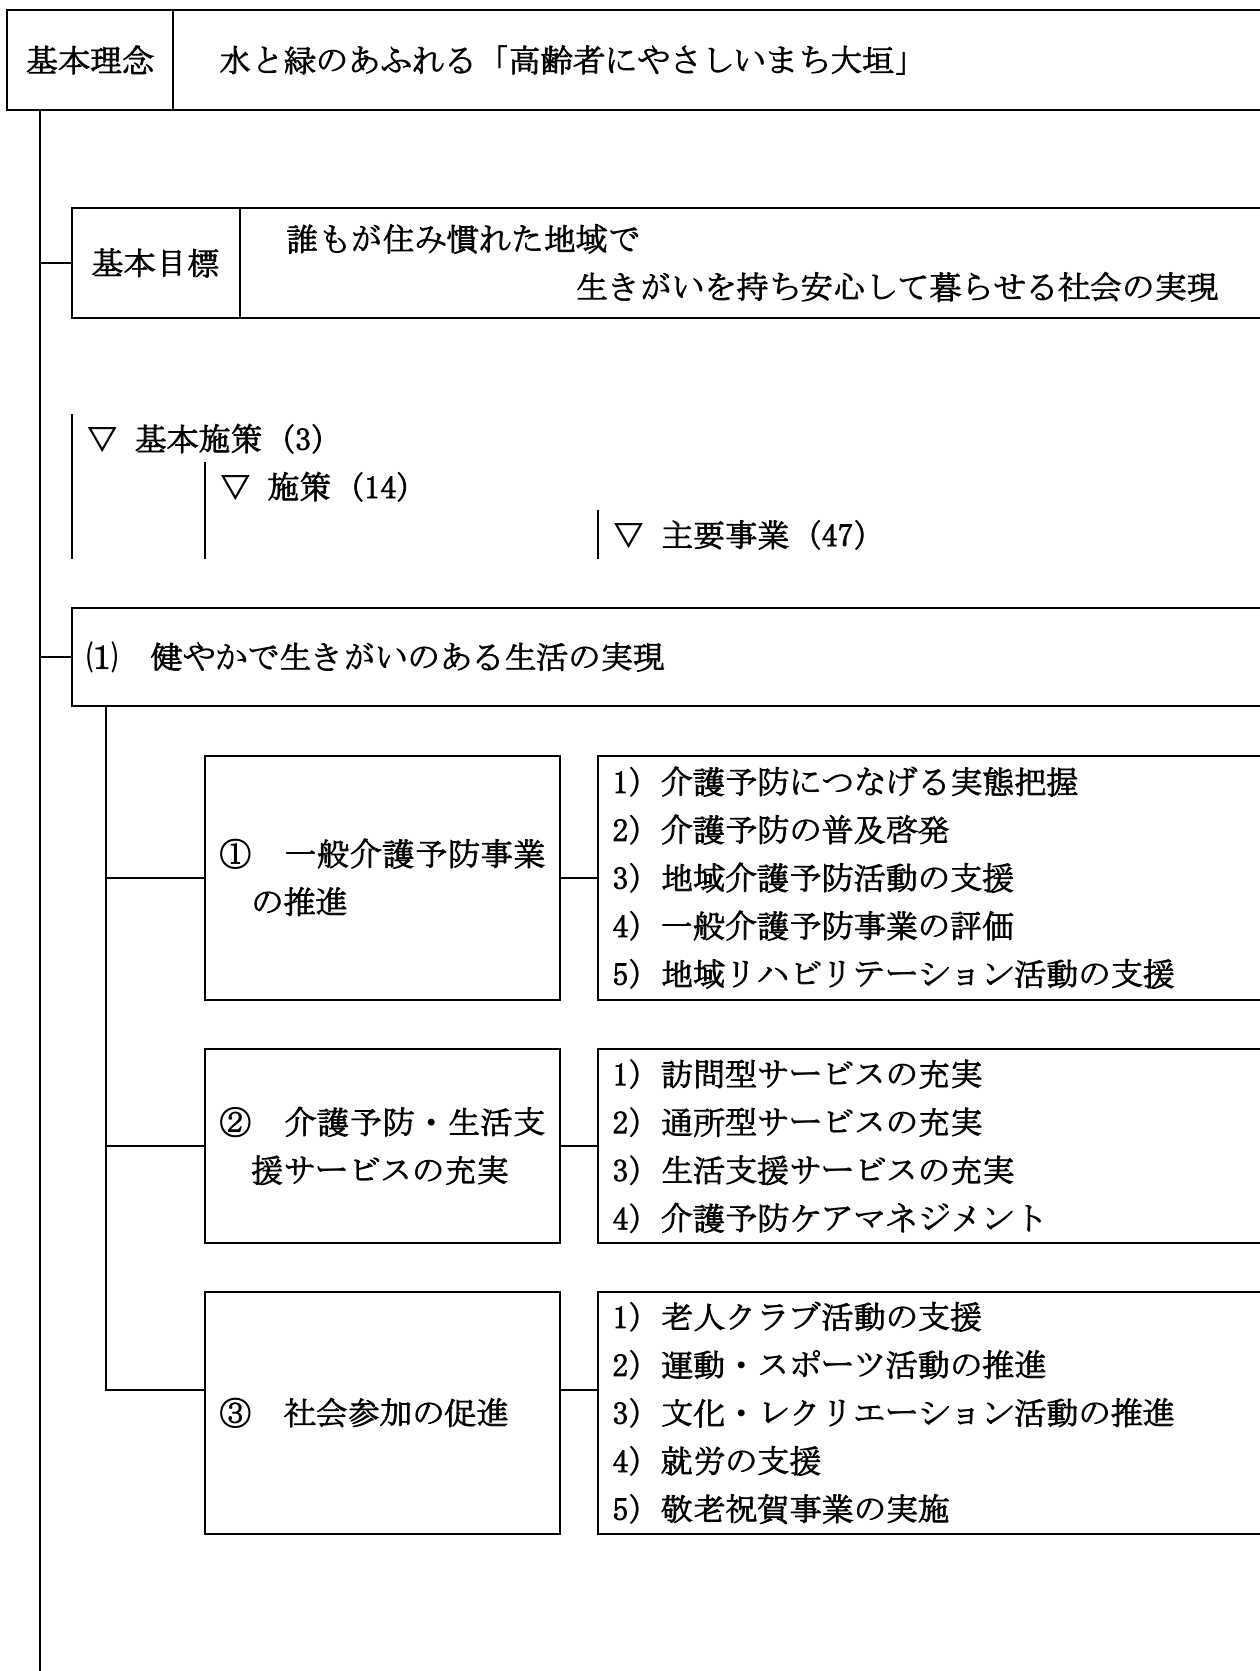 基本理念　水と緑のあふれる「高齢者にやさしいまち大垣」
基本目標　誰もが住み慣れた地域で
生きがいを持ち安心して暮らせる社会の実現
▽ 基本施策 (3)
▽ 施策 (14)
▽ 主要事業 (47)
⑴　健やかで生きがいのある生活の実現
①　一般介護予防事業
の推進
1) 介護予防につなげる実態把握
2) 介護予防の普及啓発
3) 地域介護予防活動の支援
4) 一般介護予防事業の評価
5) 地域リハビリテーション活動の支援
②　介護予防・生活支
援サービスの充実
1) 訪問型サービスの充実
2) 通所型サービスの充実
3) 生活支援サービスの充実
4) 介護予防ケアマネジメント
③　社会参加の促進
1) 老人クラブ活動の支援
2) 運動・スポーツ活動の推進
3) 文化・レクリエーション活動の推進
4) 就労の支援
5) 敬老祝賀事業の実施